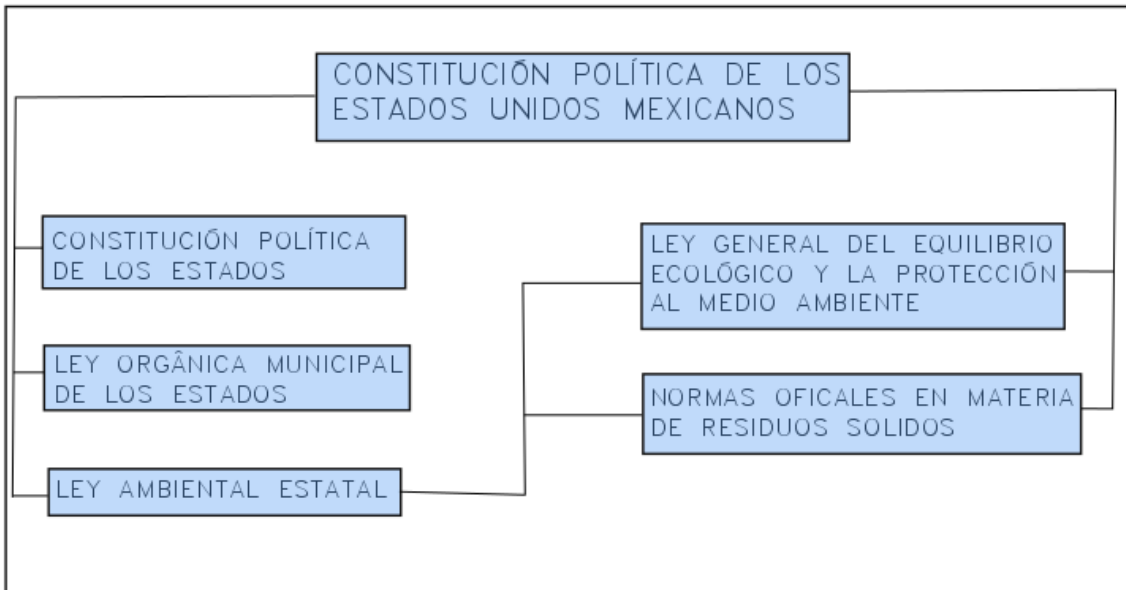 CONSTITUCIÓN POLÍTICA DE LOS
ESTADOS UNIDOS MEXICANOS
CONSTITUCIÓN POLÍTICA
DE LOS ESTADOS
LEY ORGÂNICA MUNICIPAL
DE LOS ESTADOS
LEY AMBIENTAL ESTATAL
LEY GENERAL DEL EQUILIBRIO
ECOLÓGICO Y LA PROTECCIÓN
AL MEDIO AMBIENTE
NORMAS OFICALES EN MATERIA
DE RESIDUOS SOLIDOS